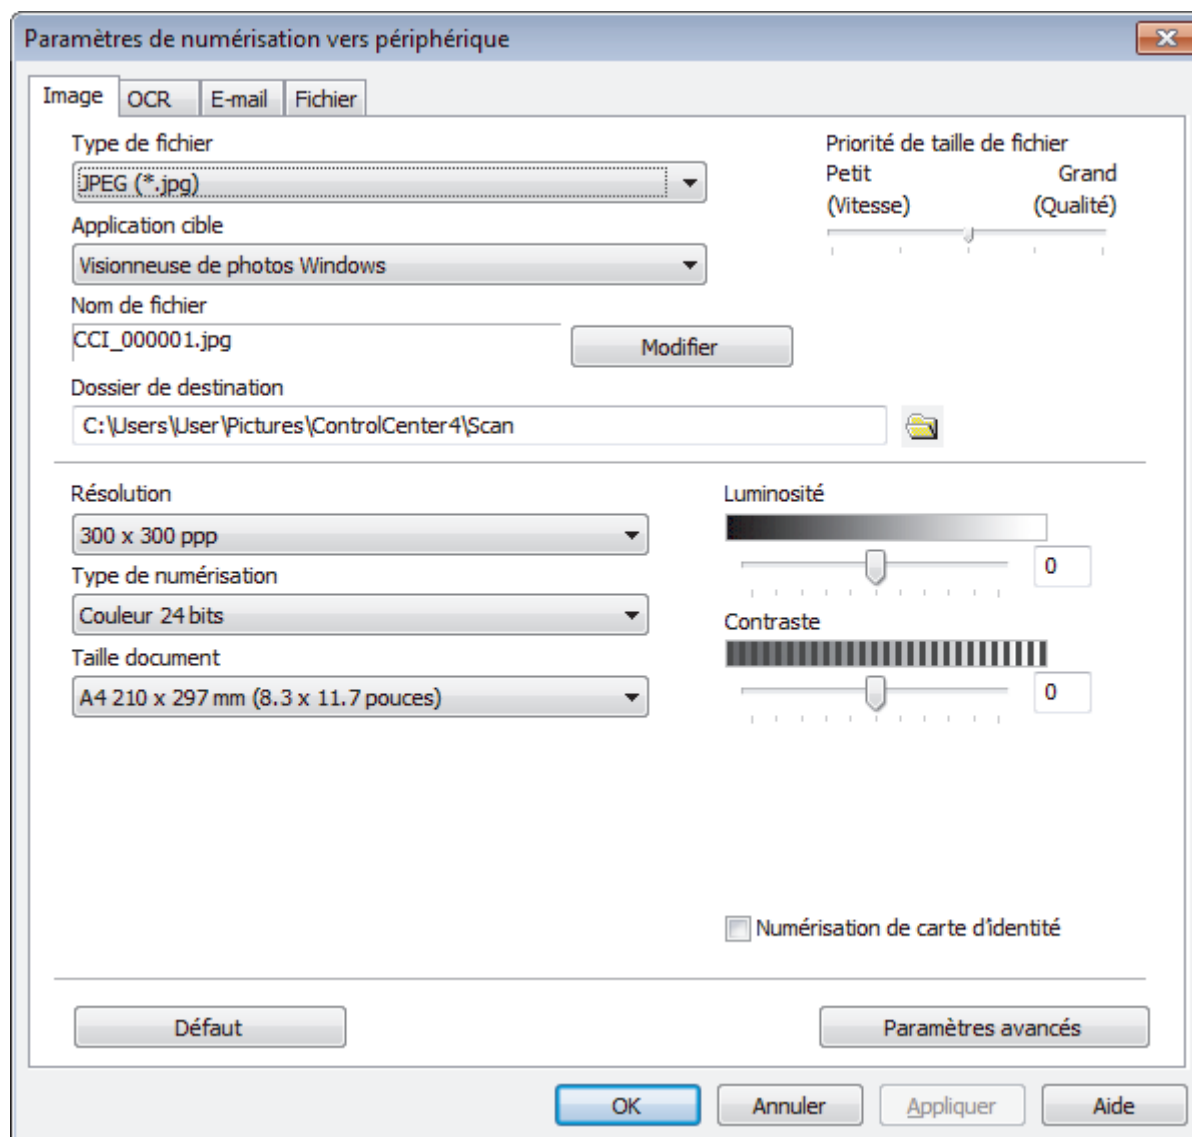 Paramètres de numérisation vers périphérique
Image OCR E-mail Fichier
Type de fichier
JPEG (*.jpg)
Application cible
Visionneuse de photos Windows
Nom de fichier
CCI_000001.jpg
Modifier
Dossier de destination
C:\Users\User\Pictures\ControlCenter4\Scan
Priorité de taille de fichier
Petit Grand
(Vitesse) (Qualité)
Résolution
300 x 300 ppp
Type de numérisation
Couleur 24 bits
Taille document
A4 210 x 297 mm (8.3 x 11.7 pouces)
Luminosité
0
Contraste
0
Numérisation de carte d'identité
Défaut Paramètres avancés
OK Annuler Appliquer Aide